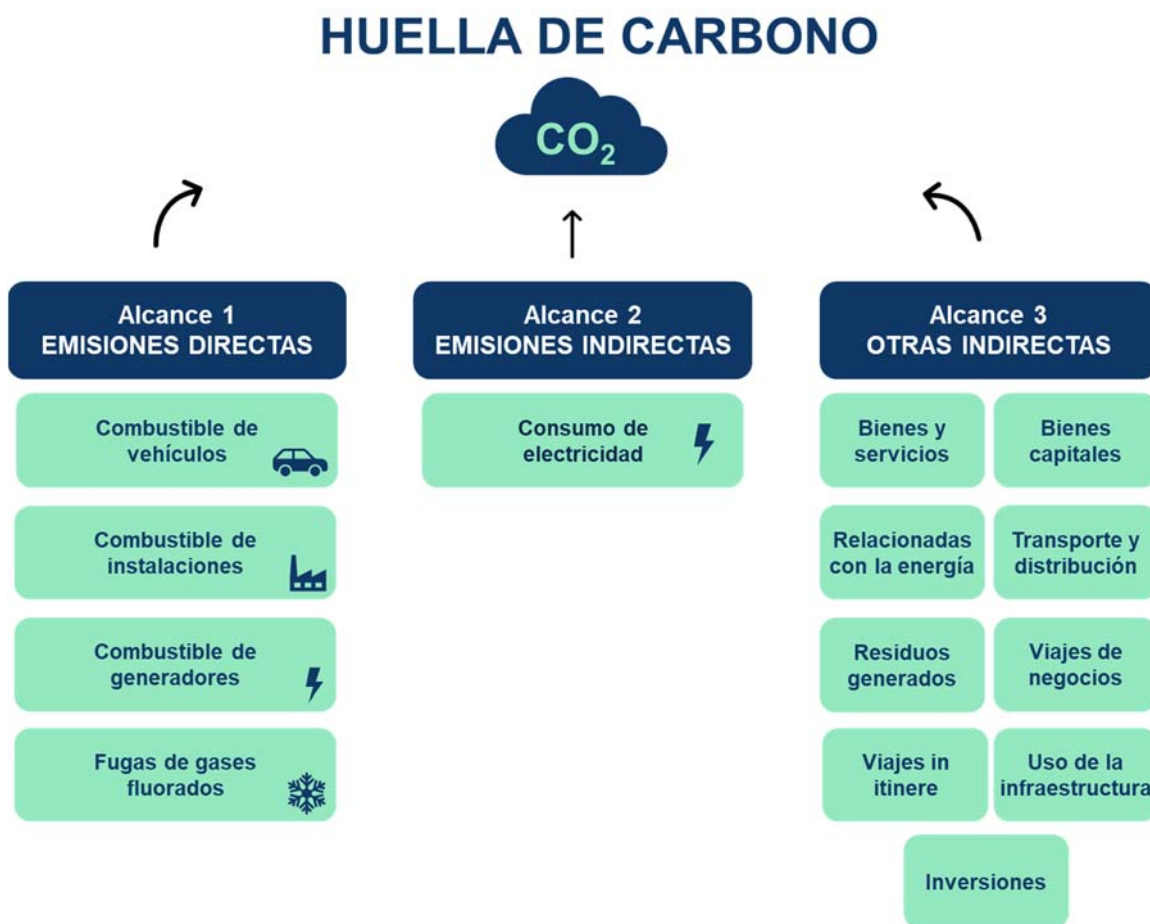 HUELLA DE CARBONO
CO₂
Alcance 1
EMISIONES DIRECTAS
Combustible de
vehículos
Combustible de
instalaciones
Combustible de
generadores
Fugas de gases
fluorados
Alcance 2
EMISIONES INDIRECTAS
Consumo de
electricidad
Alcance 3
OTRAS INDIRECTAS
Bienes y
servicios
Bienes
capitales
Relacionadas
con la energía
Transporte y
distribución
Residuos
generados
Viajes de
negocios
Viajes in
itinere
Uso de la
infraestructura
Inversiones